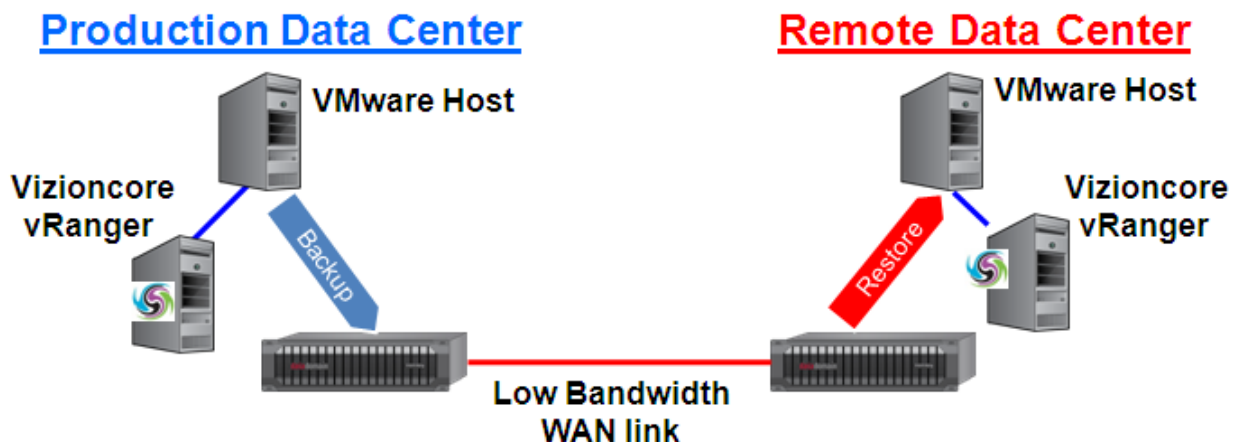 Production Data Center
Remote Data Center
VMware Host
VMware Host
Vizioncore
vRanger
Vizioncore
vRanger
Backup
Restore
Low Bandwidth
WAN link